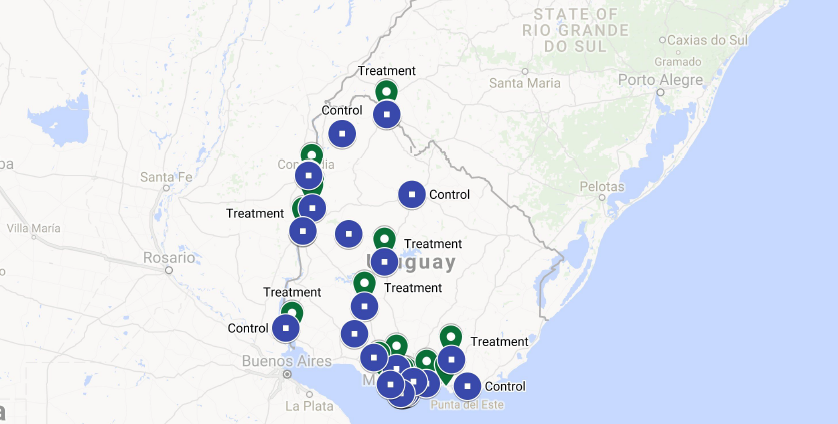 STATE OF
RIO GRANDE
DO SUL
Caxias do Sul
Gramado
Treatment
Santa Maria
Porto Alegre
Control
Santa Fe
Pelotas
Control
Treatment
Villa María
Treatment
Rosario
guay
Treatment
Treatment
Control
Treatment
Buenos Aires
M
Control
La Plata
Punta del Este